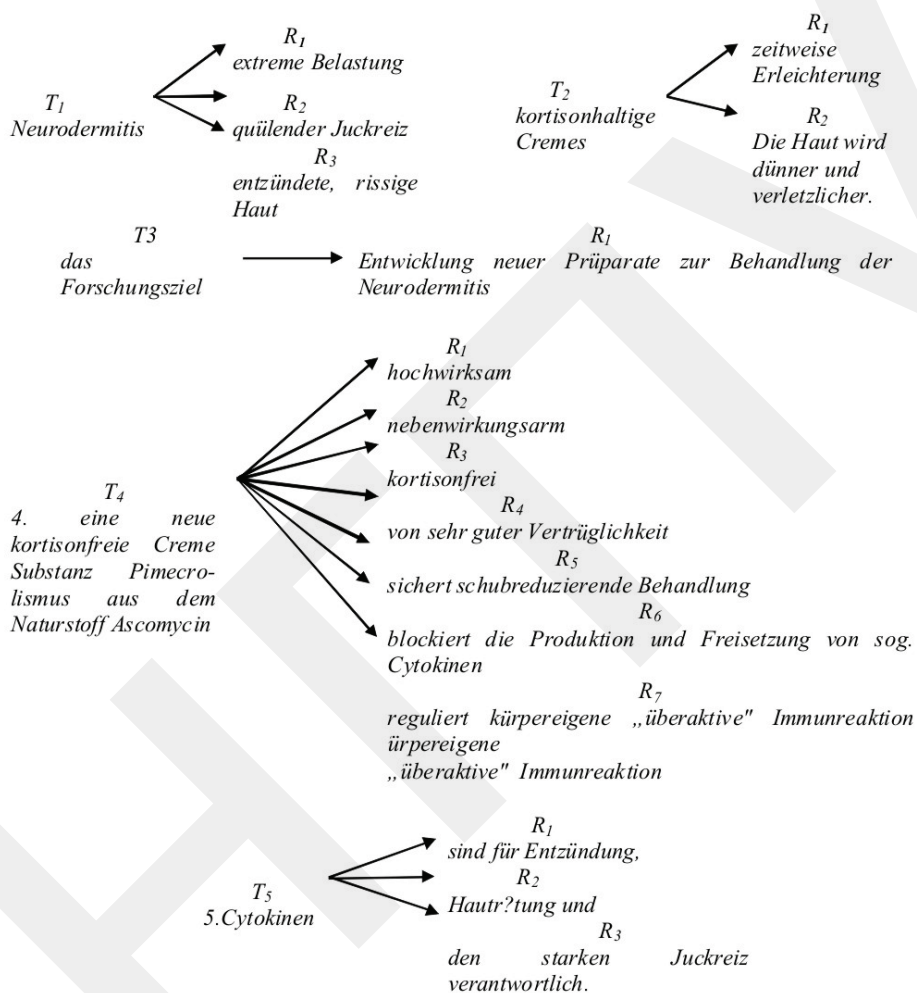 R1
extreme Belastung
T1
Neurodermitis
R2
quülender Juckreiz
R3
entzündete, rissige
Haut
R1
zeitweise
Erleichterung
T2
kortisonhaltige
Cremes
R2
Die Haut wird
dünner und
verletzlicher.
T3
das
Forschungsziel
R1
Entwicklung neuer Prüparate zur Behandlung der
Neurodermitis
R1
hochwirksam
R2
nebenwirkungsarm
R3
kortisonfrei
T4
4. eine neue
kortisonfreie Creme
Substanz Pimecro-
lismus aus dem
Naturstoff Ascomycin
R4
von sehr guter Vertrüglichkeit
R5
sichert schubreduzierende Behandlung
R6
blockiert die Produktion und Freisetzung von sog.
Cytokinen
R7
reguliert kürpereigene „überaktive" Immunreaktion
ürpereigene
„überaktive" Immunreaktion
R1
sind für Entzündung,
T5
5.Cytokinen
R2
Hautr?tung und
R3
den starken Juckreiz
verantwortlich.